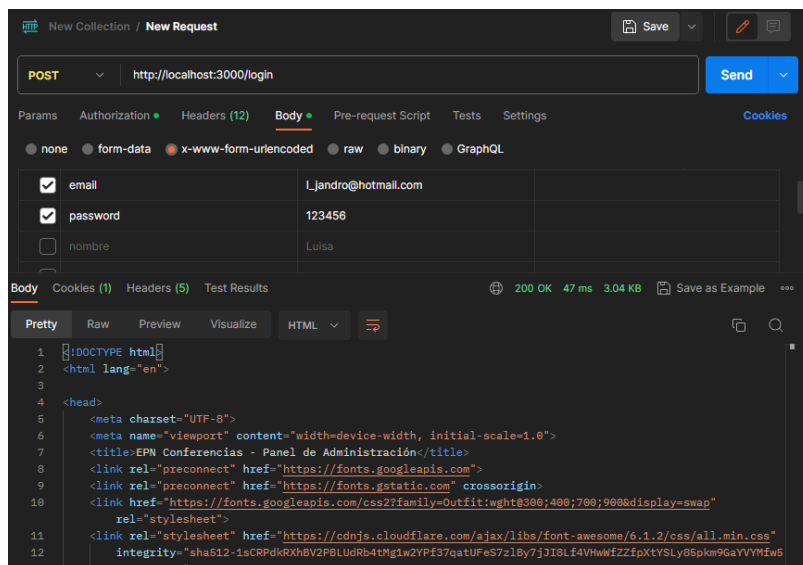 HTTP New Collection / New Request Save
POST http://localhost:3000/login Send
Params Authorization Headers (12) Body Pre-request Script Tests Settings Cookies
none form-data x-www-form-urlencoded raw binary GraphQL
email l_jandro@hotmail.com
password 123456
nombre Luisa
Body Cookies (1) Headers (5) Test Results 200 OK 47 ms 3.04 KB Save as Example
Pretty Raw Preview Visualize HTML
1 <!DOCTYPE html>
2 <html lang="en">
3
4 <head>
5 <meta charset="UTF-8">
6 <meta name="viewport" content="width=device-width, initial-scale=1.0">
7 <title>EPN Conferencias - Panel de Administración</title>
8 <link rel="preconnect" href="https://fonts.googleapis.com">
9 <link rel="preconnect" href="https://fonts.gstatic.com" crossorigin>
10 <link href="https://fonts.googleapis.com/css2?family=Outfit:wght@300;400;700;900&display=swap"
rel="stylesheet">
11 <link rel="stylesheet" href="https://cdnjs.cloudflare.com/ajax/libs/font-awesome/6.1.2/css/all.min.css"
12 integrity="sha512-1sCRPdkRXhBV2PBLUdRb4tMg1w2YPf37qatUFeS7zlBy7jJI8Lf4VHwWfZZfpXtYSLy85pkm9GaYVYMfw5